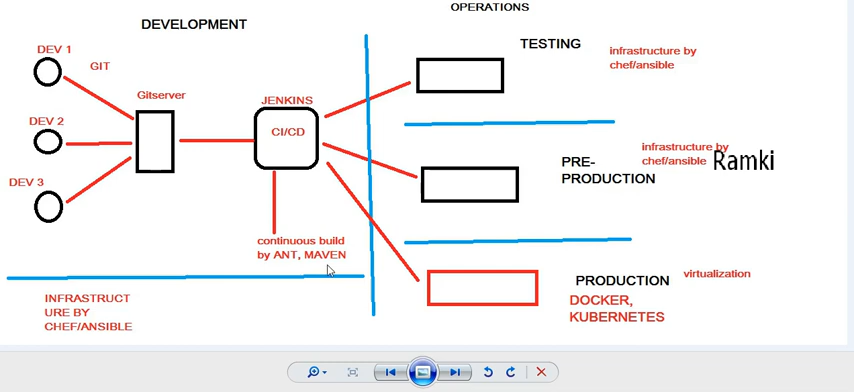 OPERATIONS
DEVELOPMENT
TESTING
DEV 1
GIT
infrastructure by
chef/ansible
Gitserver
JENKINS
DEV 2
CI/CD
infrastructure by
chef/ansible
Ramki
PRE-
PRODUCTION
DEV 3
continuous build
by ANT, MAVEN
PRODUCTION
virtualization
DOCKER,
KUBERNETES
INFRASTRUCT
URE BY
CHEF/ANSIBLE